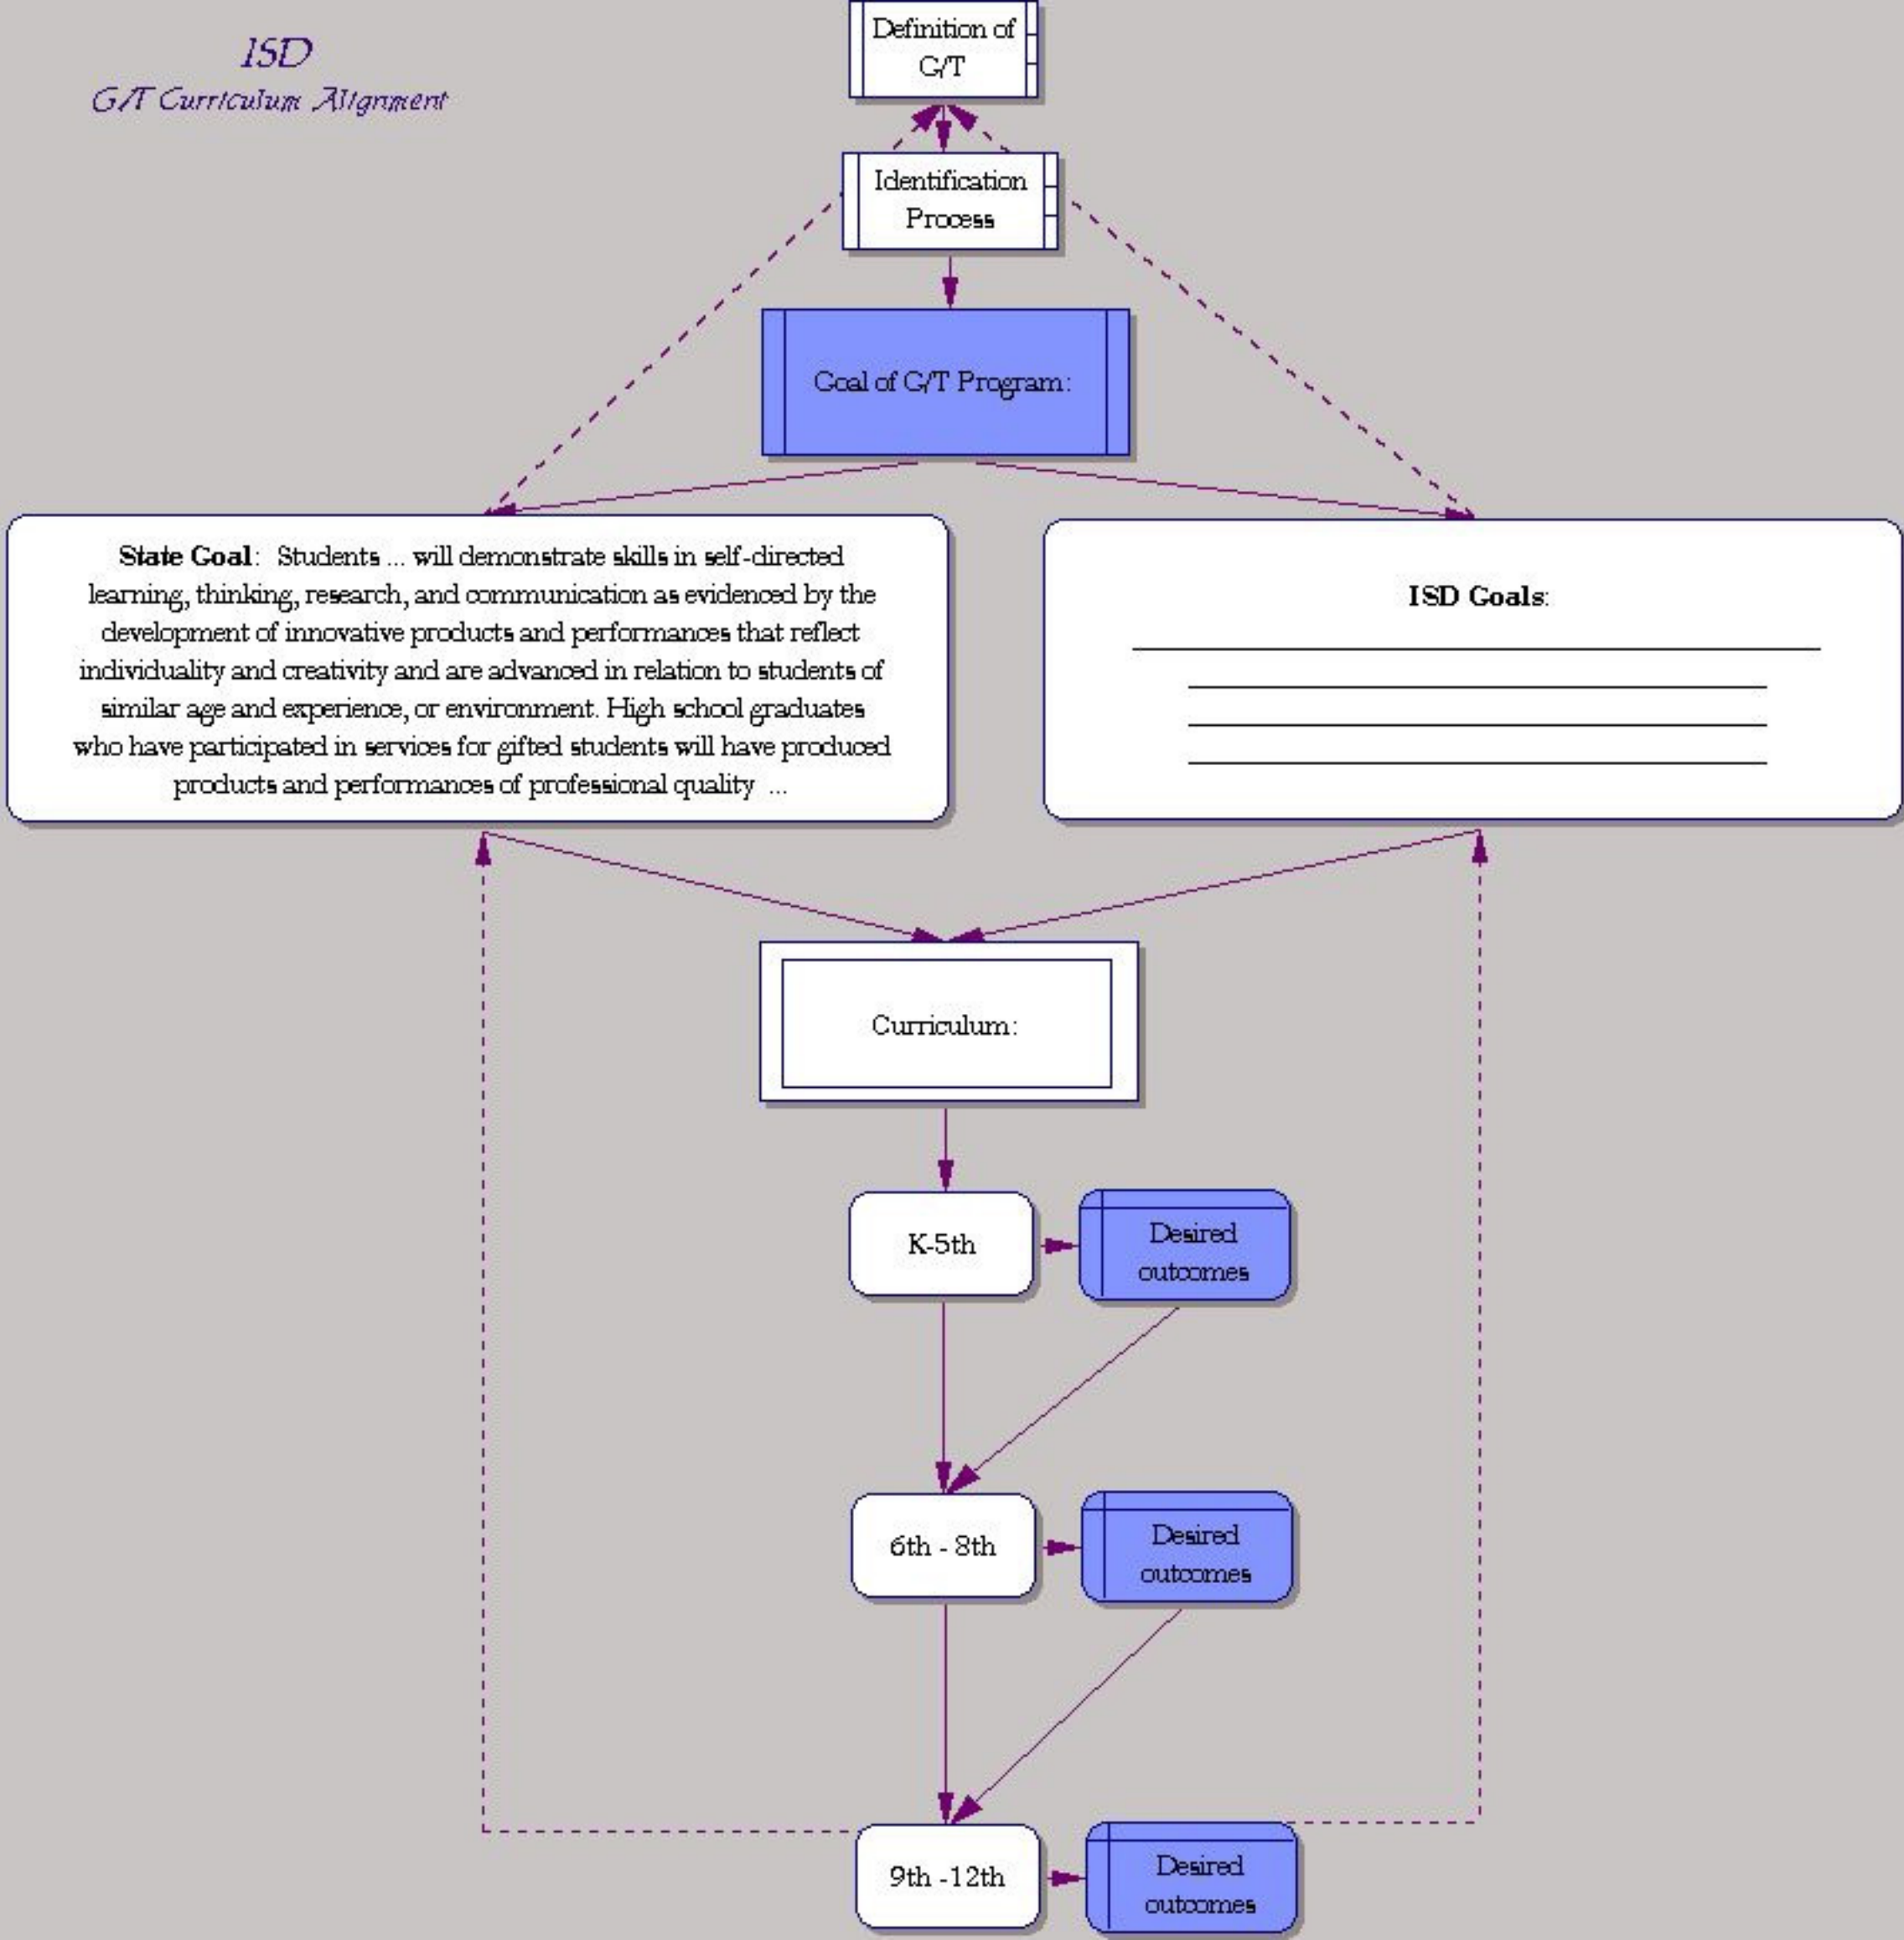 ISD
G/T Curriculum Alignment
Definition of
G/T
Identification
Process
Goal of G/T Program:
State Goal:  Students ... will demonstrate skills in self-directed
learning, thinking, research, and communication as evidenced by the
development of innovative products and performances that reflect
individuality and creativity and are advanced in relation to students of
similar age and experience, or environment. High school graduates
who have participated in services for gifted students will have produced
products and performances of professional quality  ...
ISD Goals:
Curriculum:
K-5th
Desired
outcomes
6th - 8th
Desired
outcomes
9th -12th
Desired
outcomes